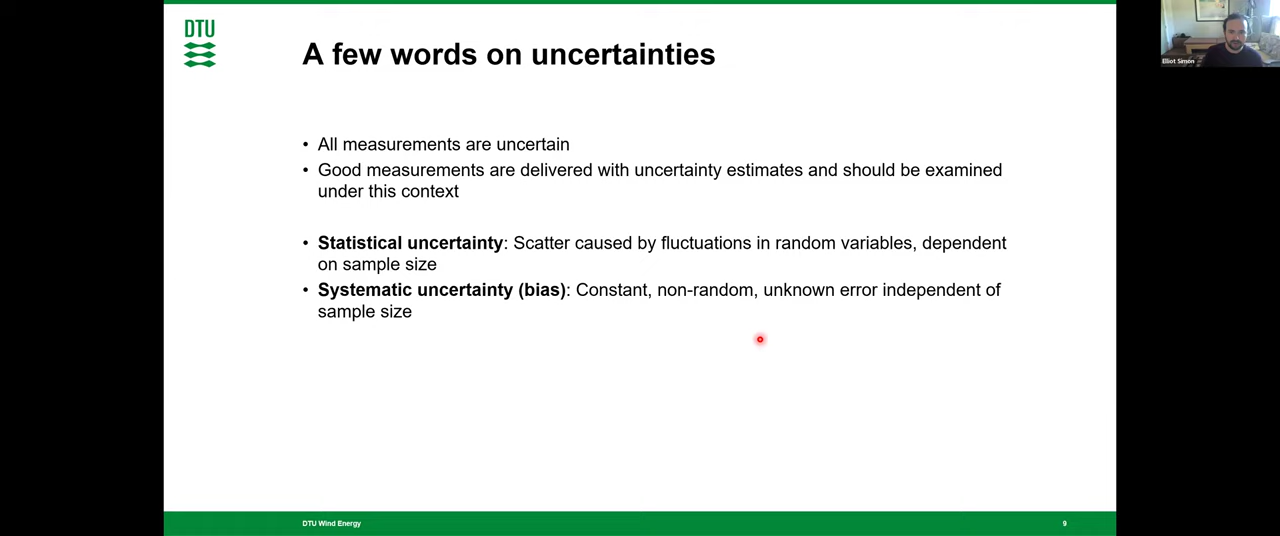 DTU
A few words on uncertainties
Elliot Simon
• All measurements are uncertain
• Good measurements are delivered with uncertainty estimates and should be examined
under this context
• Statistical uncertainty: Scatter caused by fluctuations in random variables, dependent
on sample size
• Systematic uncertainty (bias): Constant, non-random, unknown error independent of
sample size
DTU Wind Energy
9